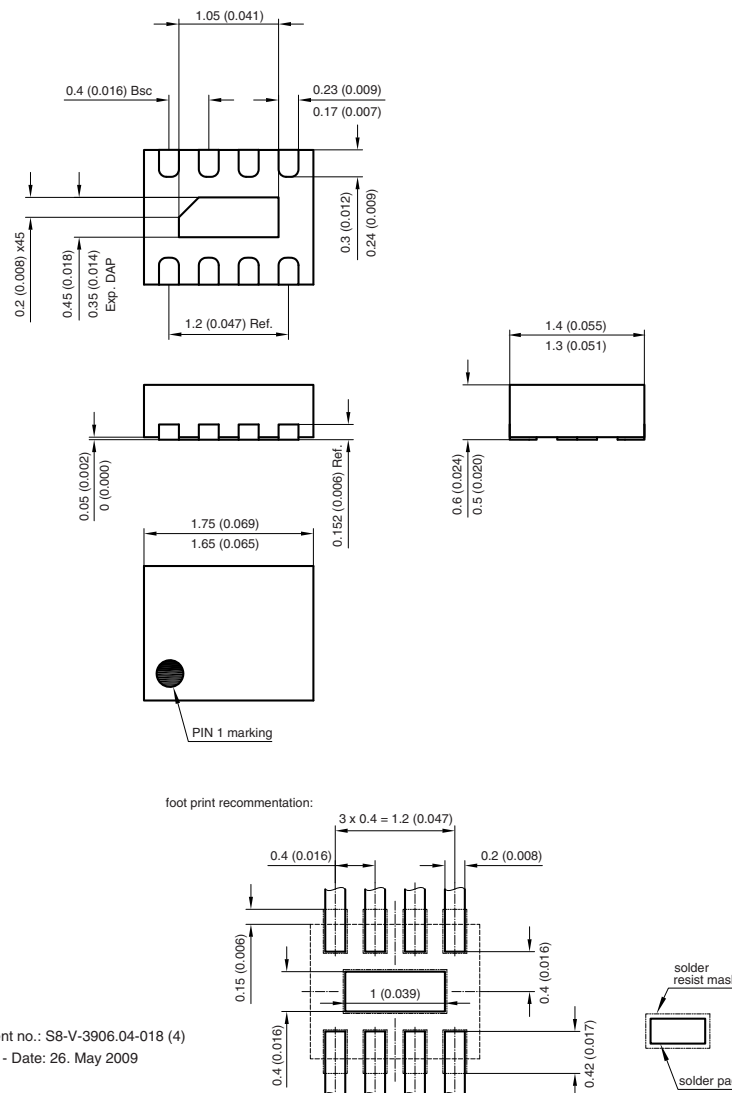 1.05 (0.041)
0.4 (0.016) Bsc
0.23 (0.009)
0.17 (0.007)
0.2 (0.008) x45
0.45 (0.018)
0.35 (0.014)
Exp. DAP
0.3 (0.012)
0.24 (0.009)
1.2 (0.047) Ref.
1.4 (0.055)
1.3 (0.051)
0.05 (0.002)
0 (0.000)
0.152 (0.006) Ref.
0.6 (0.024)
0.5 (0.020)
1.75 (0.069)
1.65 (0.065)
PIN 1 marking
foot print recommentation:
3 x 0.4 = 1.2 (0.047)
0.4 (0.016)
0.2 (0.008)
0.15 (0.006)
1 (0.039)
0.4 (0.016)
0.4 (0.016)
0.42 (0.017)
solder
resist mas
solder pa
nt no.: S8-V-3906.04-018 (4)
- Date: 26. May 2009